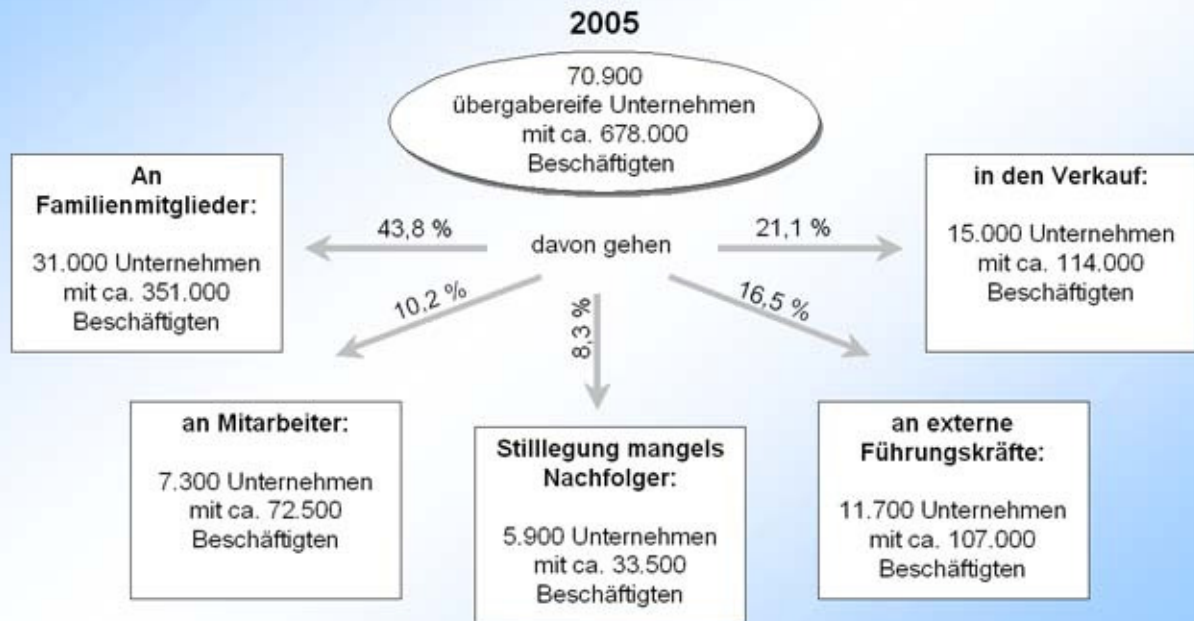 2005
70.900
übergabereife Unternehmen
mit ca. 678.000
Beschäftigten
An
Familienmitglieder:
31.000 Unternehmen
mit ca. 351.000
Beschäftigten
43,8 %
davon gehen
21,1 %
in den Verkauf:
15.000 Unternehmen
mit ca. 114.000
Beschäftigten
10,2 %
8,3 %
16,5 %
an Mitarbeiter:
7.300 Unternehmen
mit ca. 72.500
Beschäftigten
Stilllegung mangels
Nachfolger:
5.900 Unternehmen
mit ca. 33.500
Beschäftigten
an externe
Führungskräfte:
11.700 Unternehmen
mit ca. 107.000
Beschäftigten